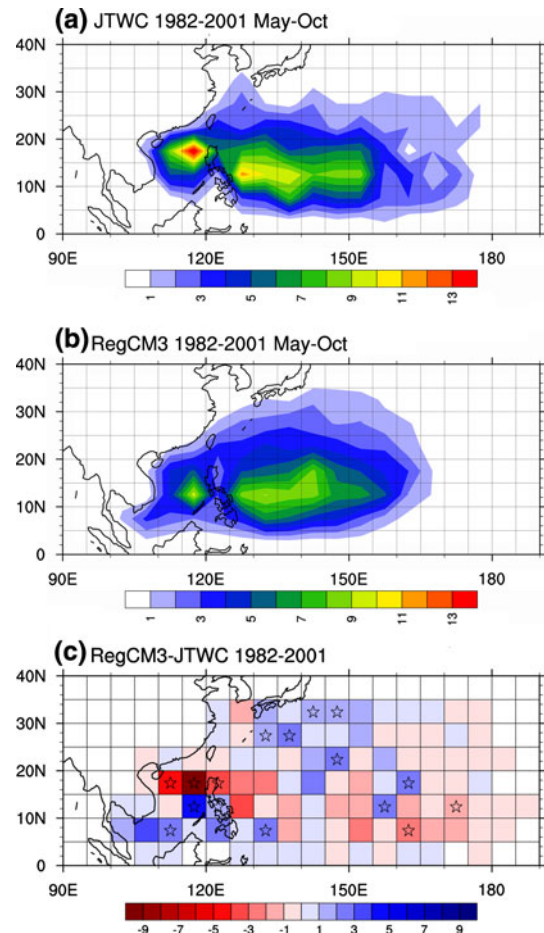 (a) JTWC 1982-2001 May-Oct
40N
30N
20N
10N
0
90E 120E 150E 180
1 3 5 7 9 11 13
(b) RegCM3 1982-2001 May-Oct
40N
30N
20N
10N
0
90E 120E 150E 180
1 3 5 7 9 11 13
(c) RegCM3-JTWC 1982-2001
40N
30N
20N
10N
0
90E 120E 150E 180
-9 -7 -5 -3 -1 1 3 5 7 9